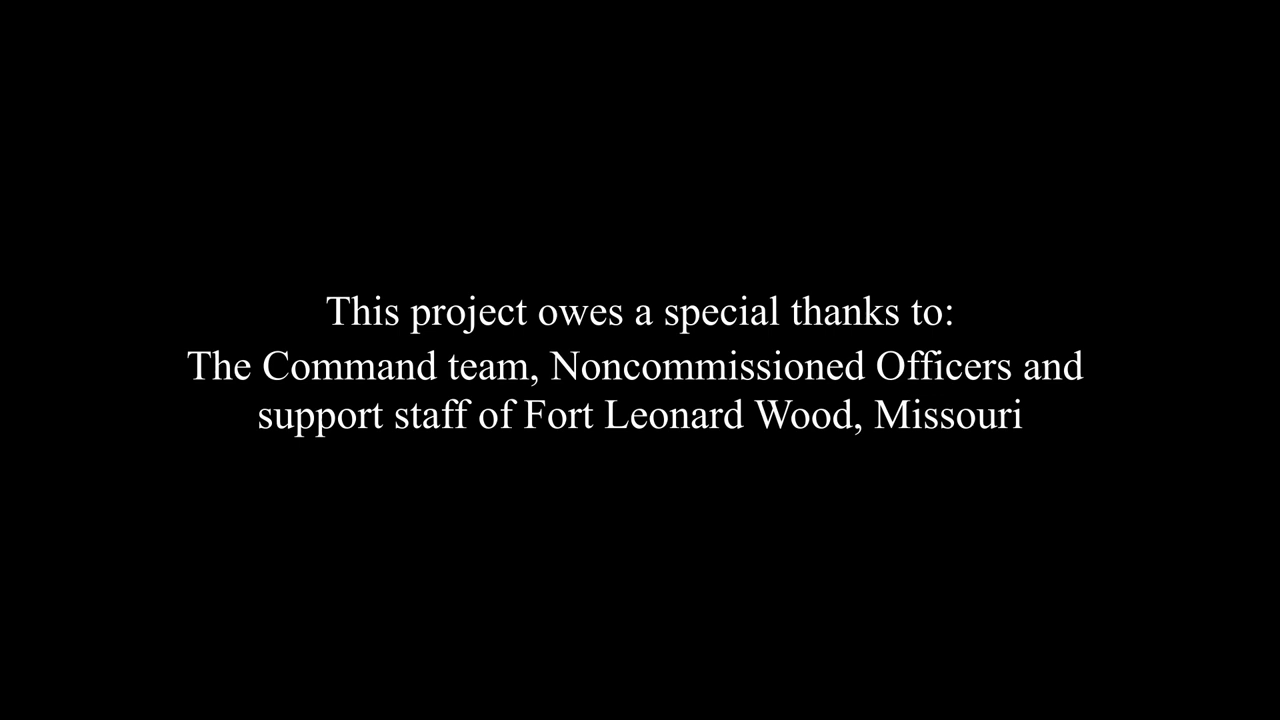 This project owes a special thanks to:
The Command team, Noncommissioned Officers and
support staff of Fort Leonard Wood, Missouri